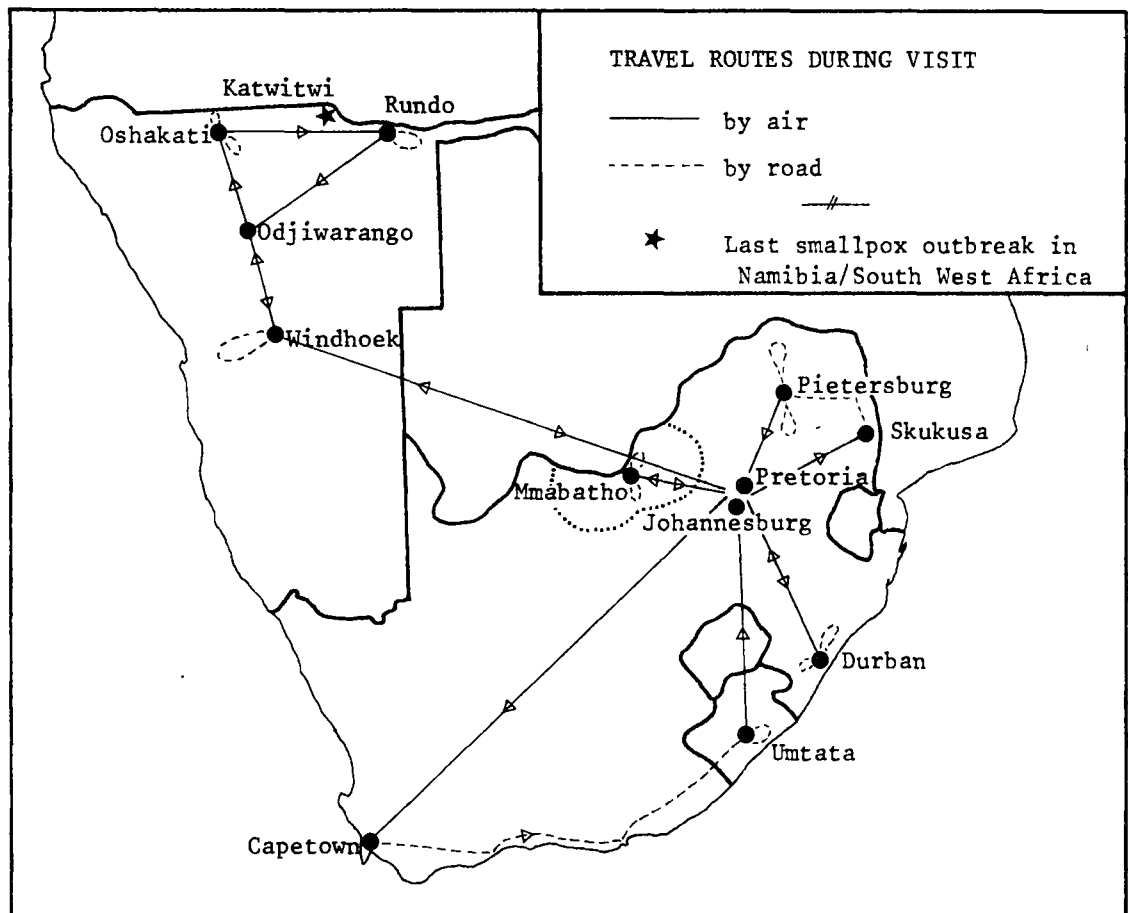 TRAVEL ROUTES DURING VISIT
by air
by road
Last smallpox outbreak in
Namibia/South West Africa
Katwitwi
Rundo
Oshakati
Odjiwarango
Windhoek
Pietersburg
Skukusa
Pretoria
Mmabatho
Johannesburg
Durban
Umtata
Capetown